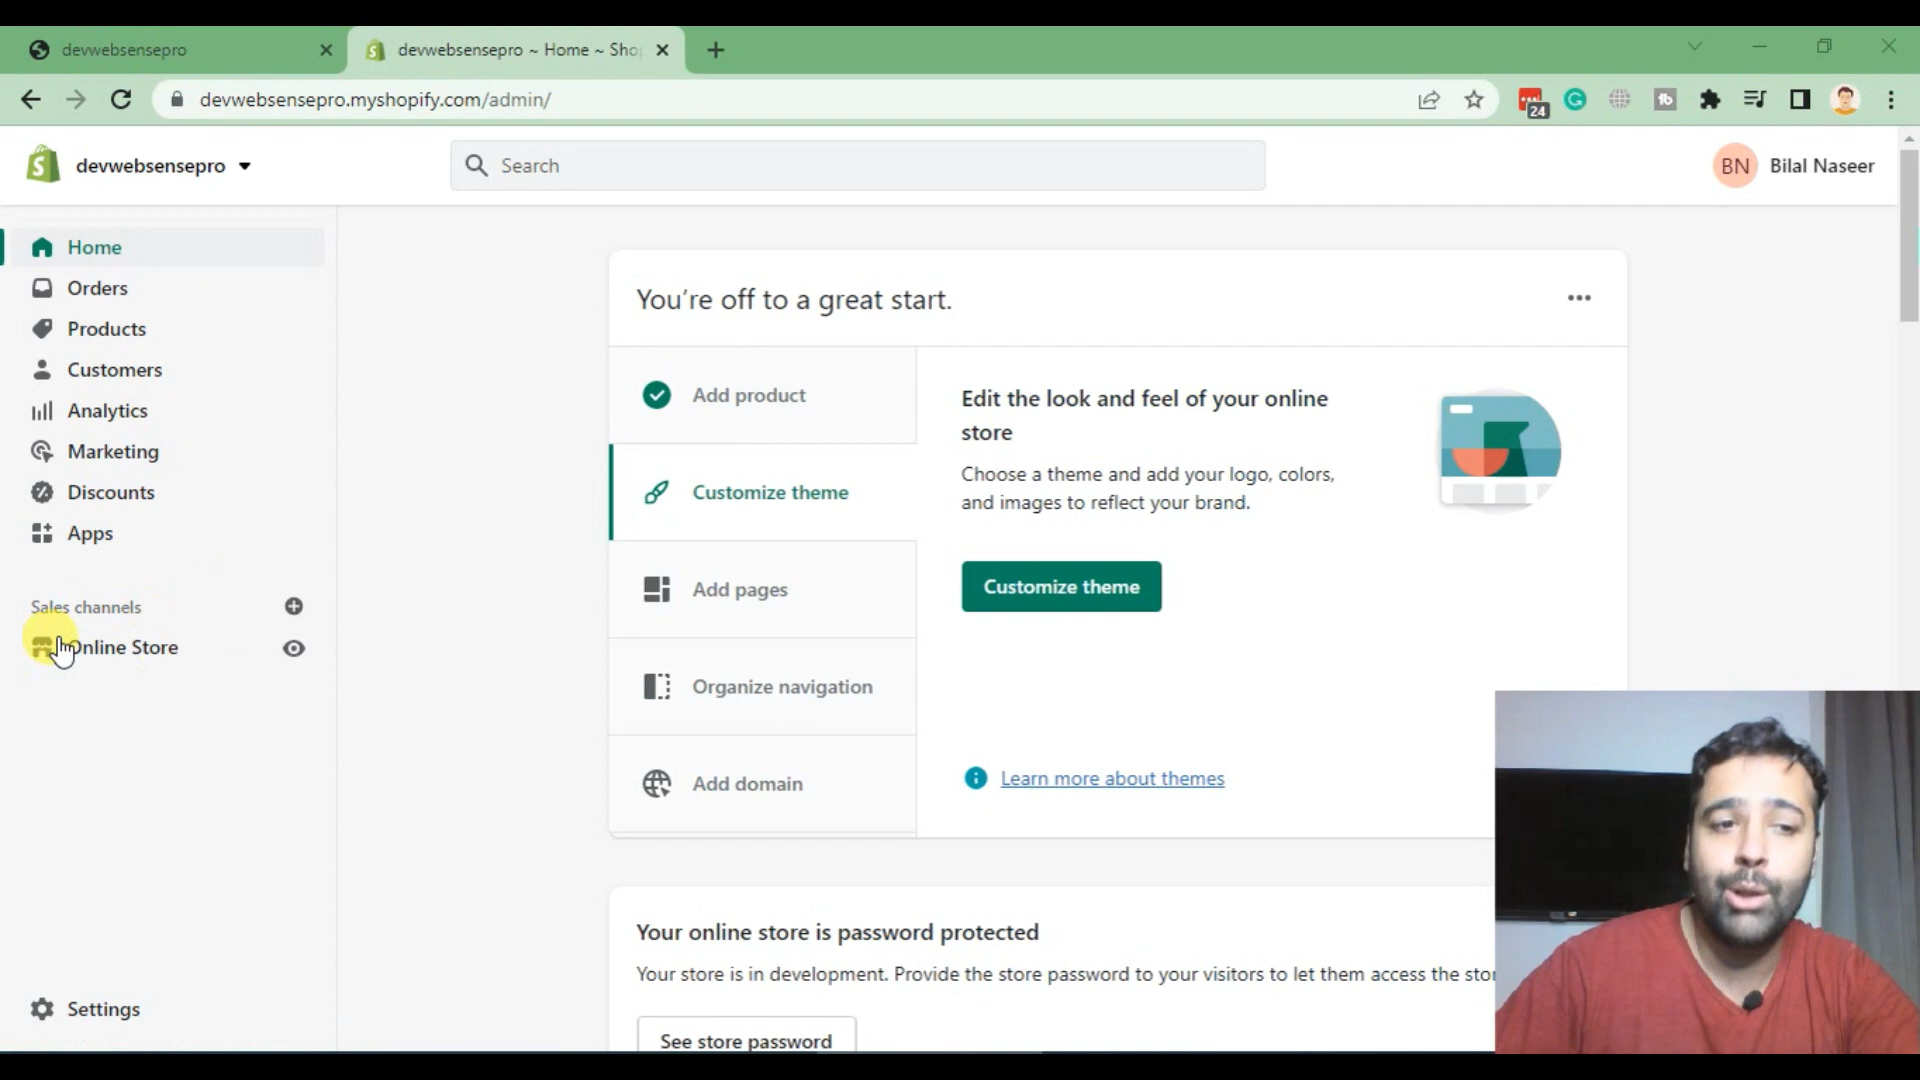 devwebsensepro
devwebsensepro ~ Home ~ Sho
devwebsensepro.myshopify.com/admin/
24
devwebsensepro
Search
BN
Bilal Naseer
Home
Orders
Products
Customers
Analytics
Marketing
Discounts
Apps
Sales channels
Online Store
Settings
You're off to a great start.
Add product
Customize theme
Add pages
Organize navigation
Add domain
Edit the look and feel of your online
store
Choose a theme and add your logo, colors,
and images to reflect your brand.
Customize theme
Learn more about themes
Your online store is password protected
Your store is in development. Provide the store password to your visitors to let them access the stor
See store password